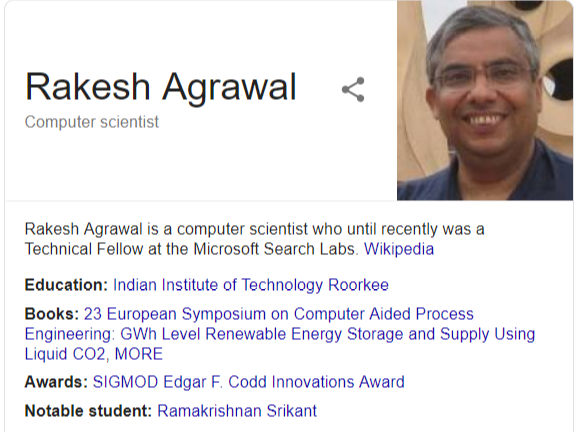 Rakesh Agrawal
Computer scientist
Rakesh Agrawal is a computer scientist who until recently was a
Technical Fellow at the Microsoft Search Labs. Wikipedia
Education: Indian Institute of Technology Roorkee
Books: 23 European Symposium on Computer Aided Process
Engineering: GWh Level Renewable Energy Storage and Supply Using
Liquid CO2, MORE
Awards: SIGMOD Edgar F. Codd Innovations Award
Notable student: Ramakrishnan Srikant